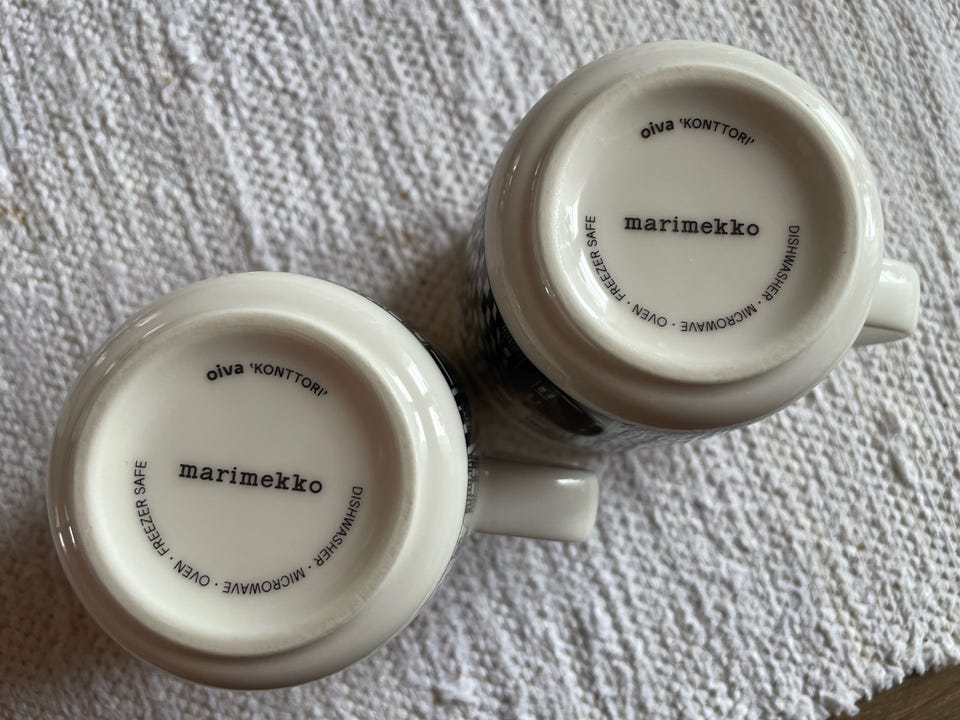 oiva ‘KONTTORI’
marimekko
DISHWASHER · MICROWAVE · OVEN · FREEZER SAFE
oiva ‘KONTTORI’
marimekko
DISHWASHER · MICROWAVE · OVEN · FREEZER SAFE